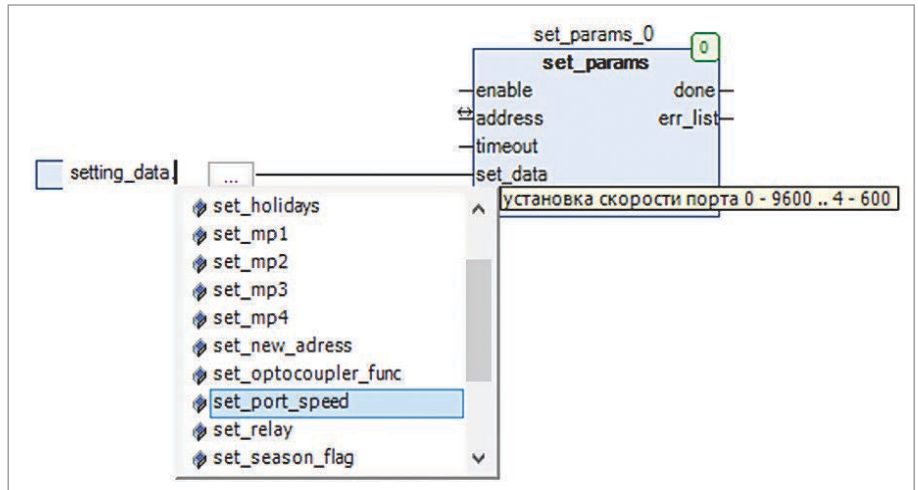 set_params_0
0
set_params
enable done
address err_list
timeout
setting_data. ... set_data
установка скорости порта 0 - 9600 .. 4 - 600
set_holidays
set_mp1
set_mp2
set_mp3
set_mp4
set_new_adress
set_optocoupler_func
set_port_speed
set_relay
set_season_flag